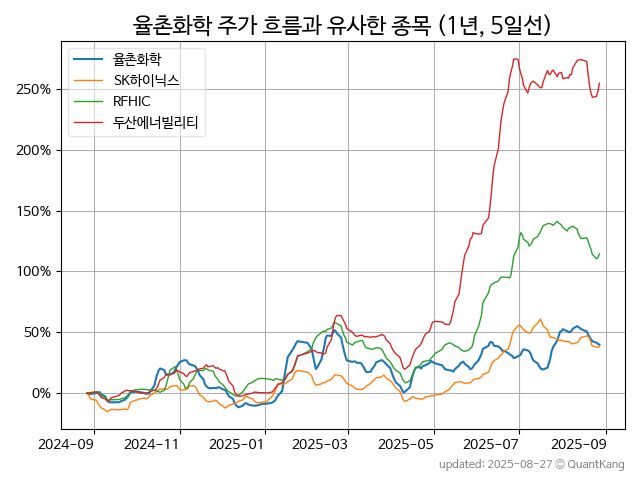 율촌화학 주가 흐름과 유사한 종목 (1년, 5일선)
율촌화학
SK하이닉스
RFHIC
두산에너빌리티
250%
200%
150%
100%
50%
0%
2024-09 2024-11 2025-01 2025-03 2025-05 2025-07 2025-09
updated: 2025-08-27 © QuantKang